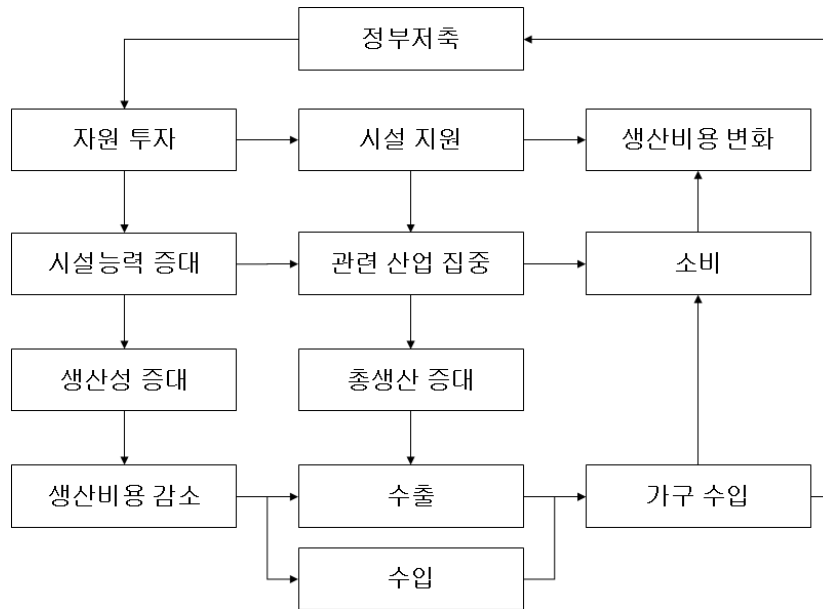 정부저축
자원 투자
시설 지원
생산비용 변화
시설능력 증대
관련 산업 집중
소비
생산성 증대
총생산 증대
생산비용 감소
수출
가구 수입
수입